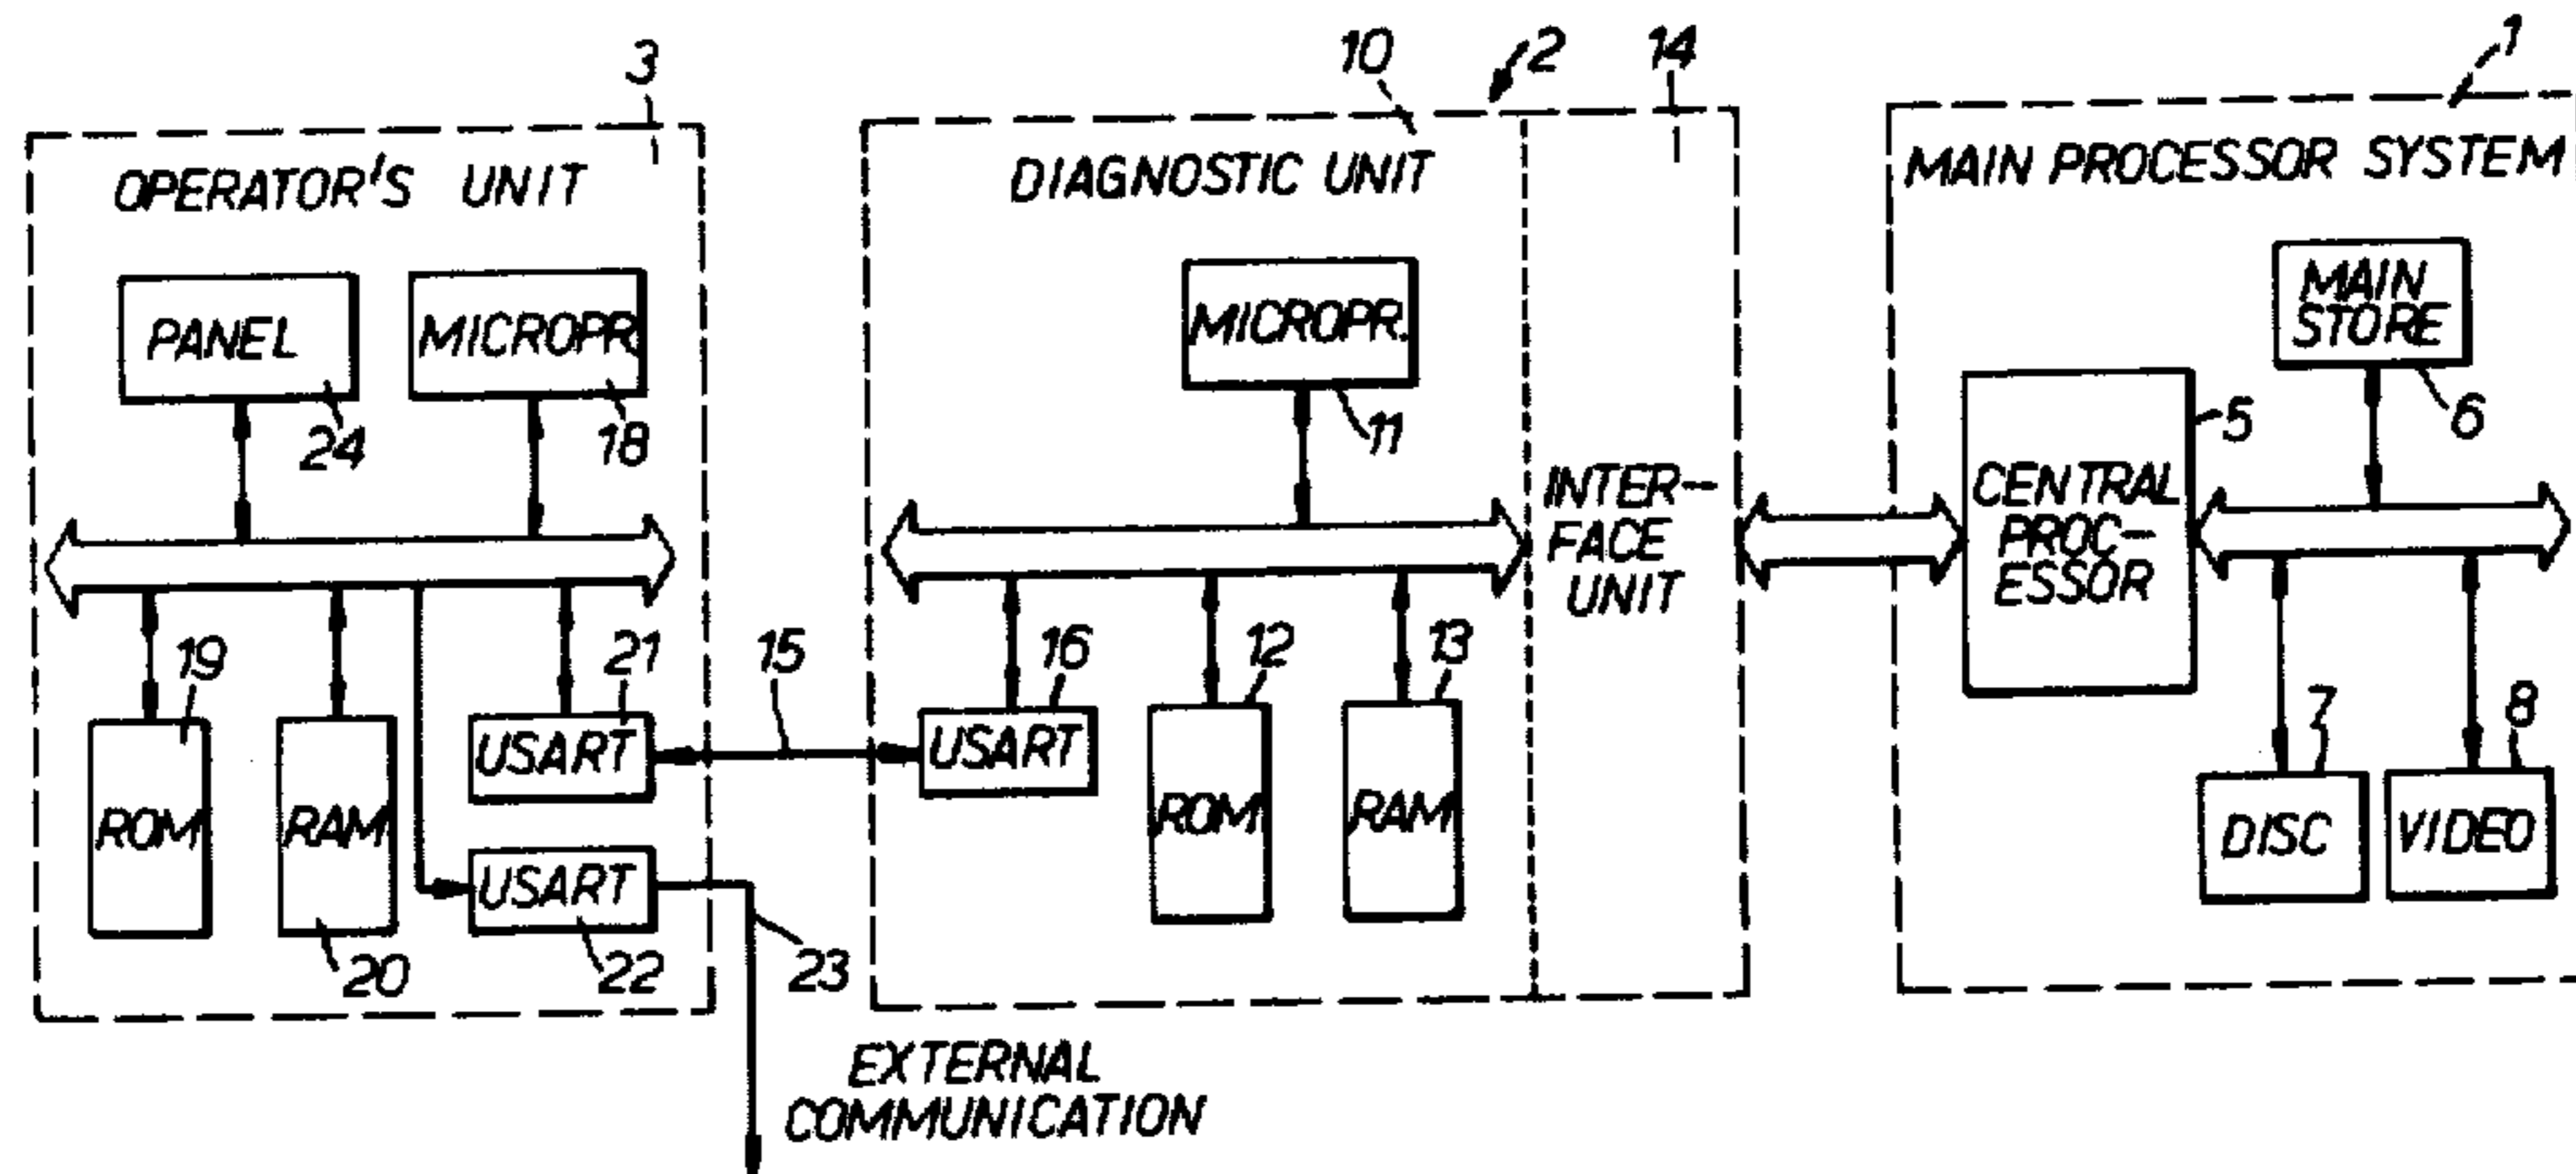 3
OPERATOR'S UNIT
PANEL
24
MICROPR.
18
19
ROM
RAM
20
21
USART
USART
22
23
EXTERNAL
COMMUNICATION
15
10
2
14
DIAGNOSTIC UNIT
MICROPR.
11
16
USART
12
ROM
13
RAM
INTER-
FACE
UNIT
1
MAIN PROCESSOR SYSTEM
MAIN
STORE
6
5
CENTRAL
PROC-
ESSOR
7
DISC
8
VIDEO